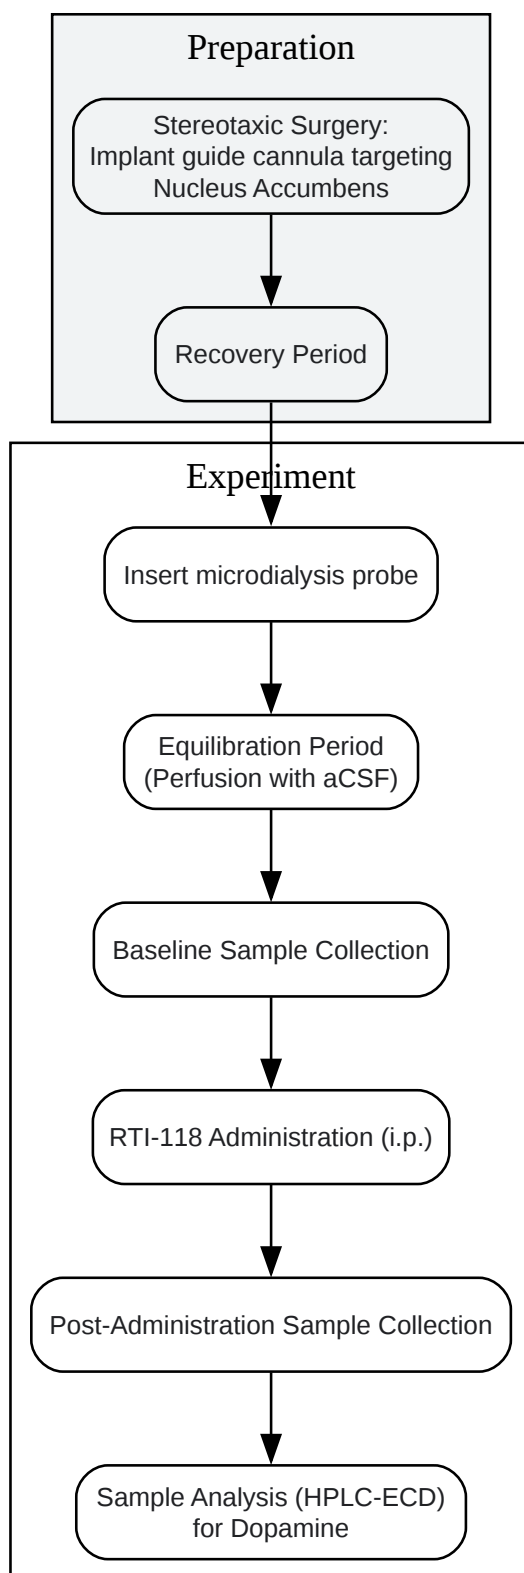 Preparation
Stereotaxic Surgery:
Implant guide cannula targeting
Nucleus Accumbens
Recovery Period
Experiment
Insert microdialysis probe
Equilibration Period
(Perfusion with aCSF)
Baseline Sample Collection
RTI-118 Administration (i.p.)
Post-Administration Sample Collection
Sample Analysis (HPLC-ECD)
for Dopamine